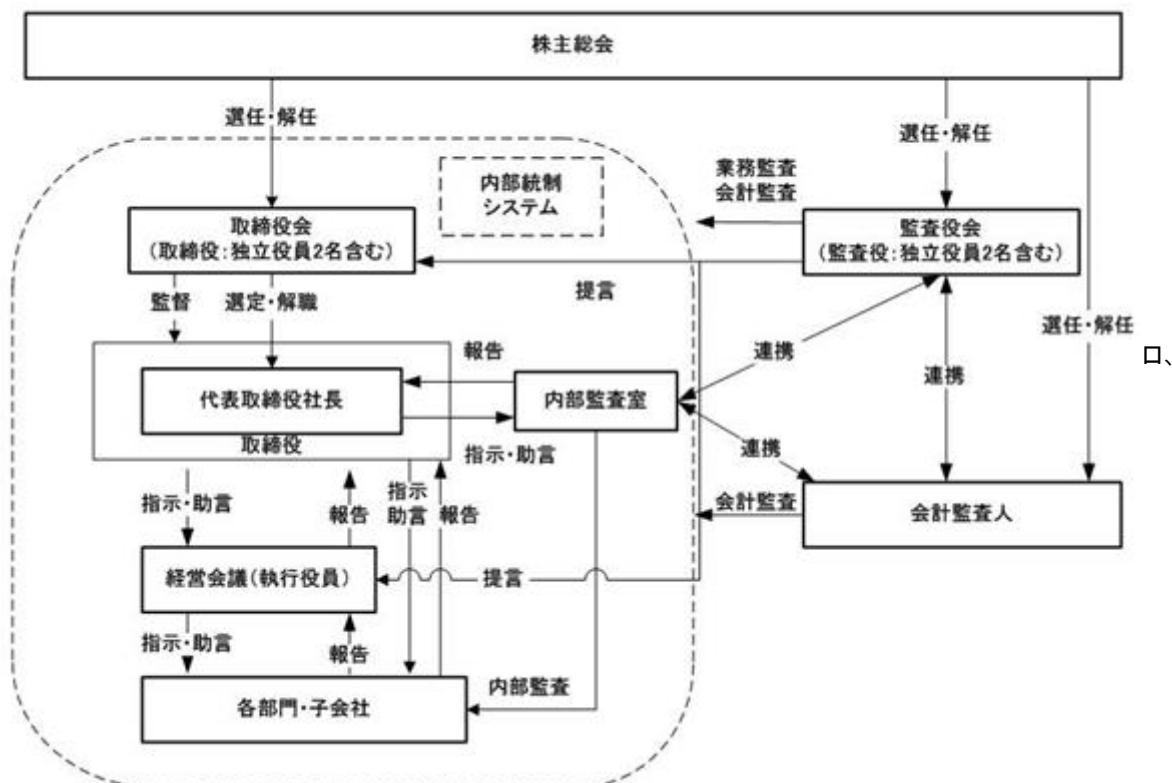 株主総会
選任・解任
選任・解任
内部統制
システム
業務監査
会計監査
取締役会
(取締役:独立役員2名含む)
監査役会
(監査役:独立役員2名含む)
提言
監督
選定・解職
選任・解任
報告
連携
ロ、
代表取締役社長
内部監査室
連携
取締役
指示・助言
連携
指示・助言
報告
指示
助言
報告
会計監査
会計監査人
経営会議(執行役員)
提言
指示・助言
報告
内部監査
各部門・子会社